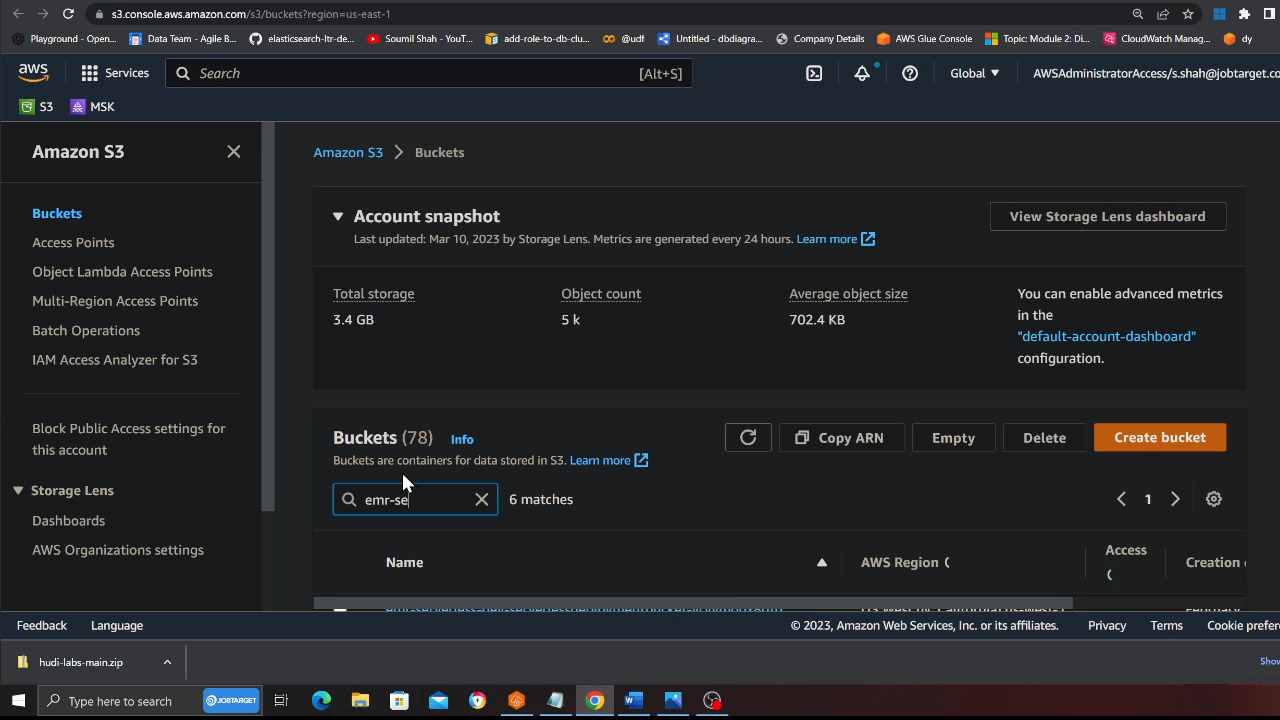 s3.console.aws.amazon.com/s3/buckets?region=us-east-1
Playground - Open... Data Team - Agile B... elasticsearch-ltr-de... Soumil Shah - YouT... add-role-to-db-clu... @udf Untitled - dbdiagra... Company Details AWS Glue Console Topic: Module 2: Di... CloudWatch Manag... dy
aws Services Search [Alt+S] Global AWSAdministratorAccess/s.shah@jobtarget.co
S3 MSK
Amazon S3
Buckets
Access Points
Object Lambda Access Points
Multi-Region Access Points
Batch Operations
IAM Access Analyzer for S3
Block Public Access settings for
this account
Storage Lens
Dashboards
AWS Organizations settings
Amazon S3 > Buckets
Account snapshot
View Storage Lens dashboard
Last updated: Mar 10, 2023 by Storage Lens. Metrics are generated every 24 hours. Learn more
Total storage
3.4 GB
Object count
5 k
Average object size
702.4 KB
You can enable advanced metrics
in the
"default-account-dashboard"
configuration.
Buckets (78) Info
Copy ARN Empty Delete Create bucket
Buckets are containers for data stored in S3. Learn more
emr-se 6 matches 1
Name AWS Region ( Access
( Creation
Feedback Language © 2023, Amazon Web Services, Inc. or its affiliates. Privacy Terms Cookie prefer
hudi-labs-main.zip Show
Type here to search JOBTARGET